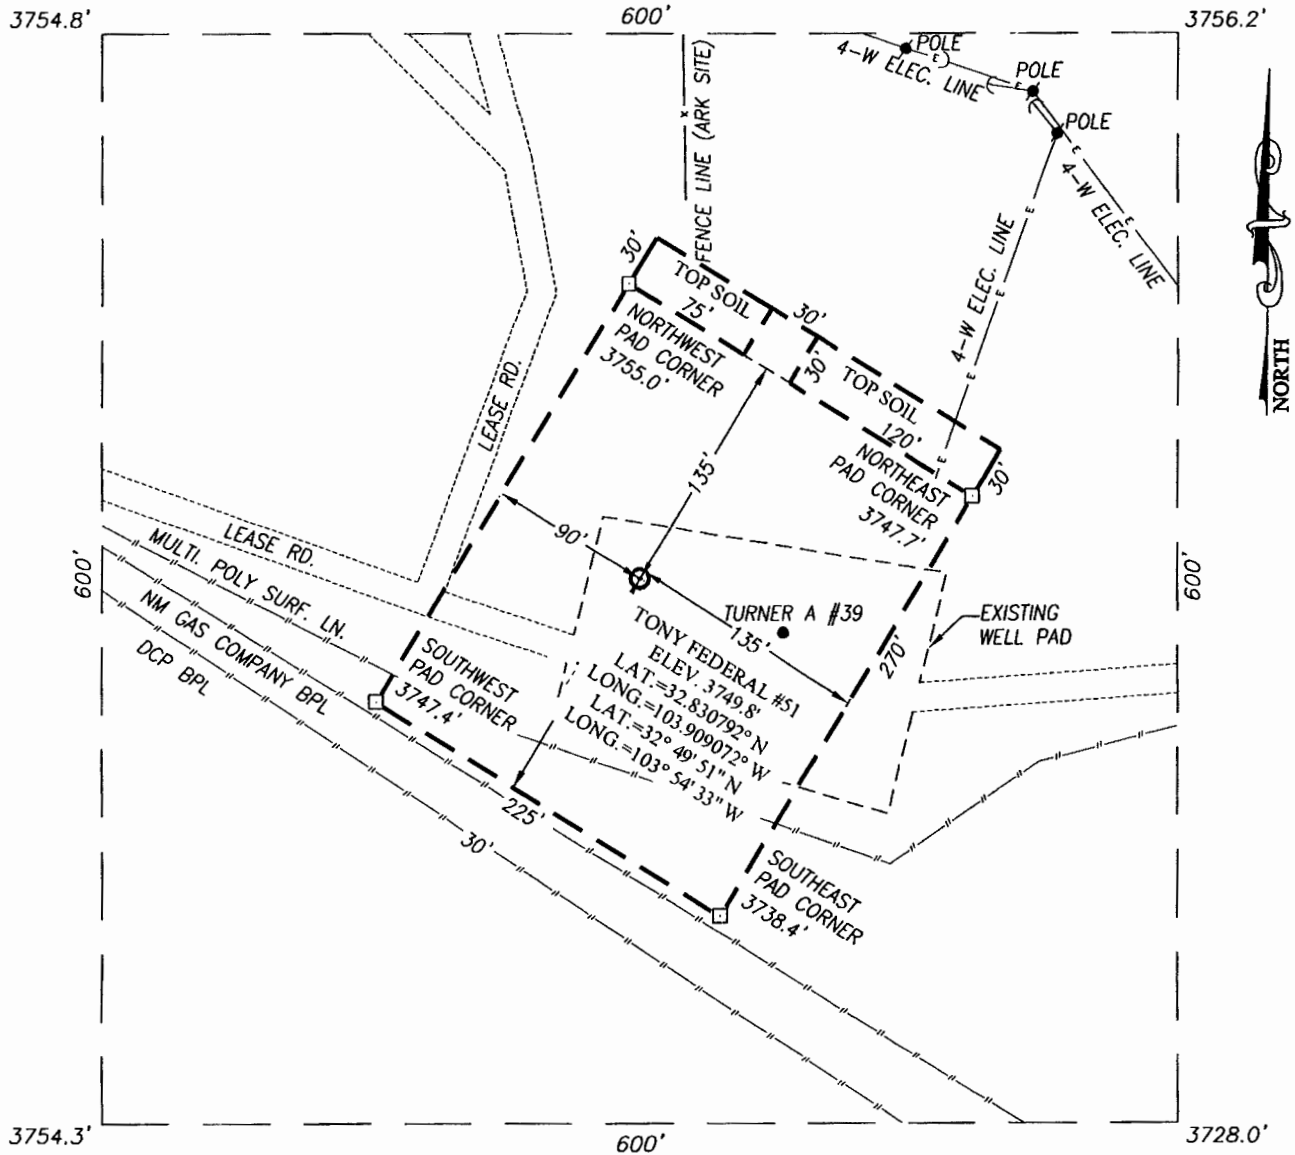 3754.8'
600'
3756.2'
POLE
4-W ELEC. LINE
POLE
POLE
4-W ELEC. LINE
FENCE LINE (ARK SITE)
4-W ELEC. LINE
NORTH
30'
TOP SOIL
75'
30'
30'
TOP SOIL
120'
30'
NORTHWEST
PAD CORNER
3755.0'
NORTHEAST
PAD CORNER
3747.7'
LEASE RD.
135'
90'
LEASE RD.
MULTI. POLY SURF. LN.
NM GAS COMPANY BPL
DCP BPL
600'
600'
TURNER A #39
135'
EXISTING
WELL PAD
270'
TONY FEDERAL #51
ELEV. 3749.8'
LAT.=32.830792° N
LONG.=103.909072° W
LAT.=32° 49' 51" N
LONG.=103° 54' 33" W
SOUTHWEST
PAD CORNER
3747.4'
225'
30'
SOUTHEAST
PAD CORNER
3738.4'
3754.3'
600'
3728.0'